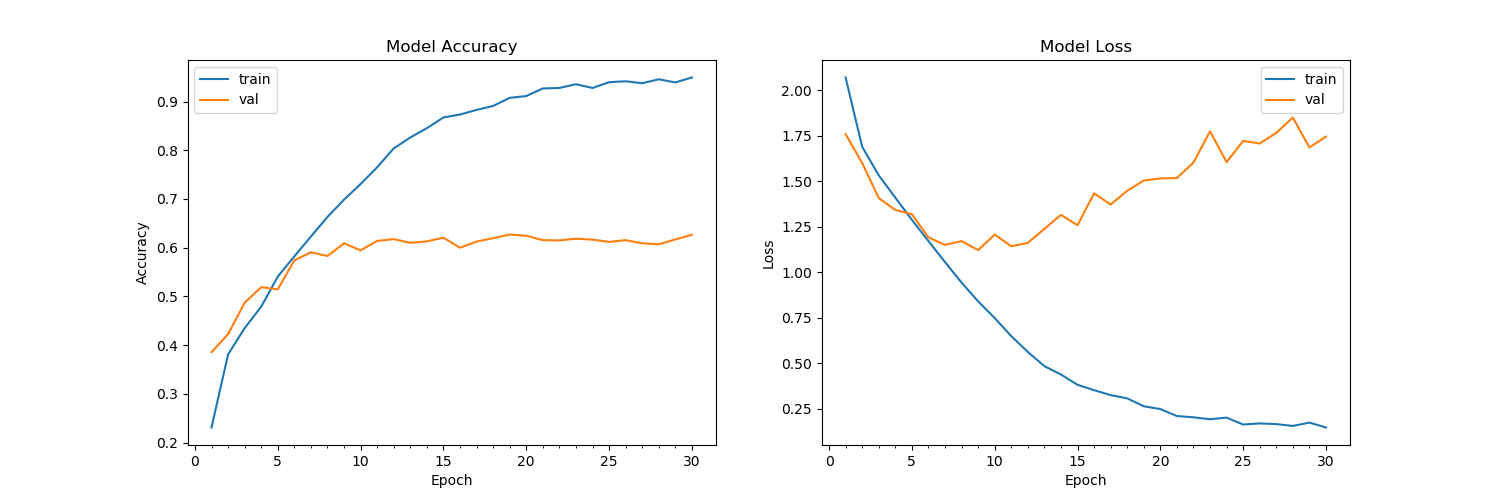 Model Accuracy
train
val
0.9
0.8
0.7
0.6
0.5
0.4
0.3
0.2
Accuracy
0 5 10 15 20 25 30
Epoch
Model Loss
train
val
2.00
1.75
1.50
1.25
1.00
0.75
0.50
0.25
Loss
0 5 10 15 20 25 30
Epoch